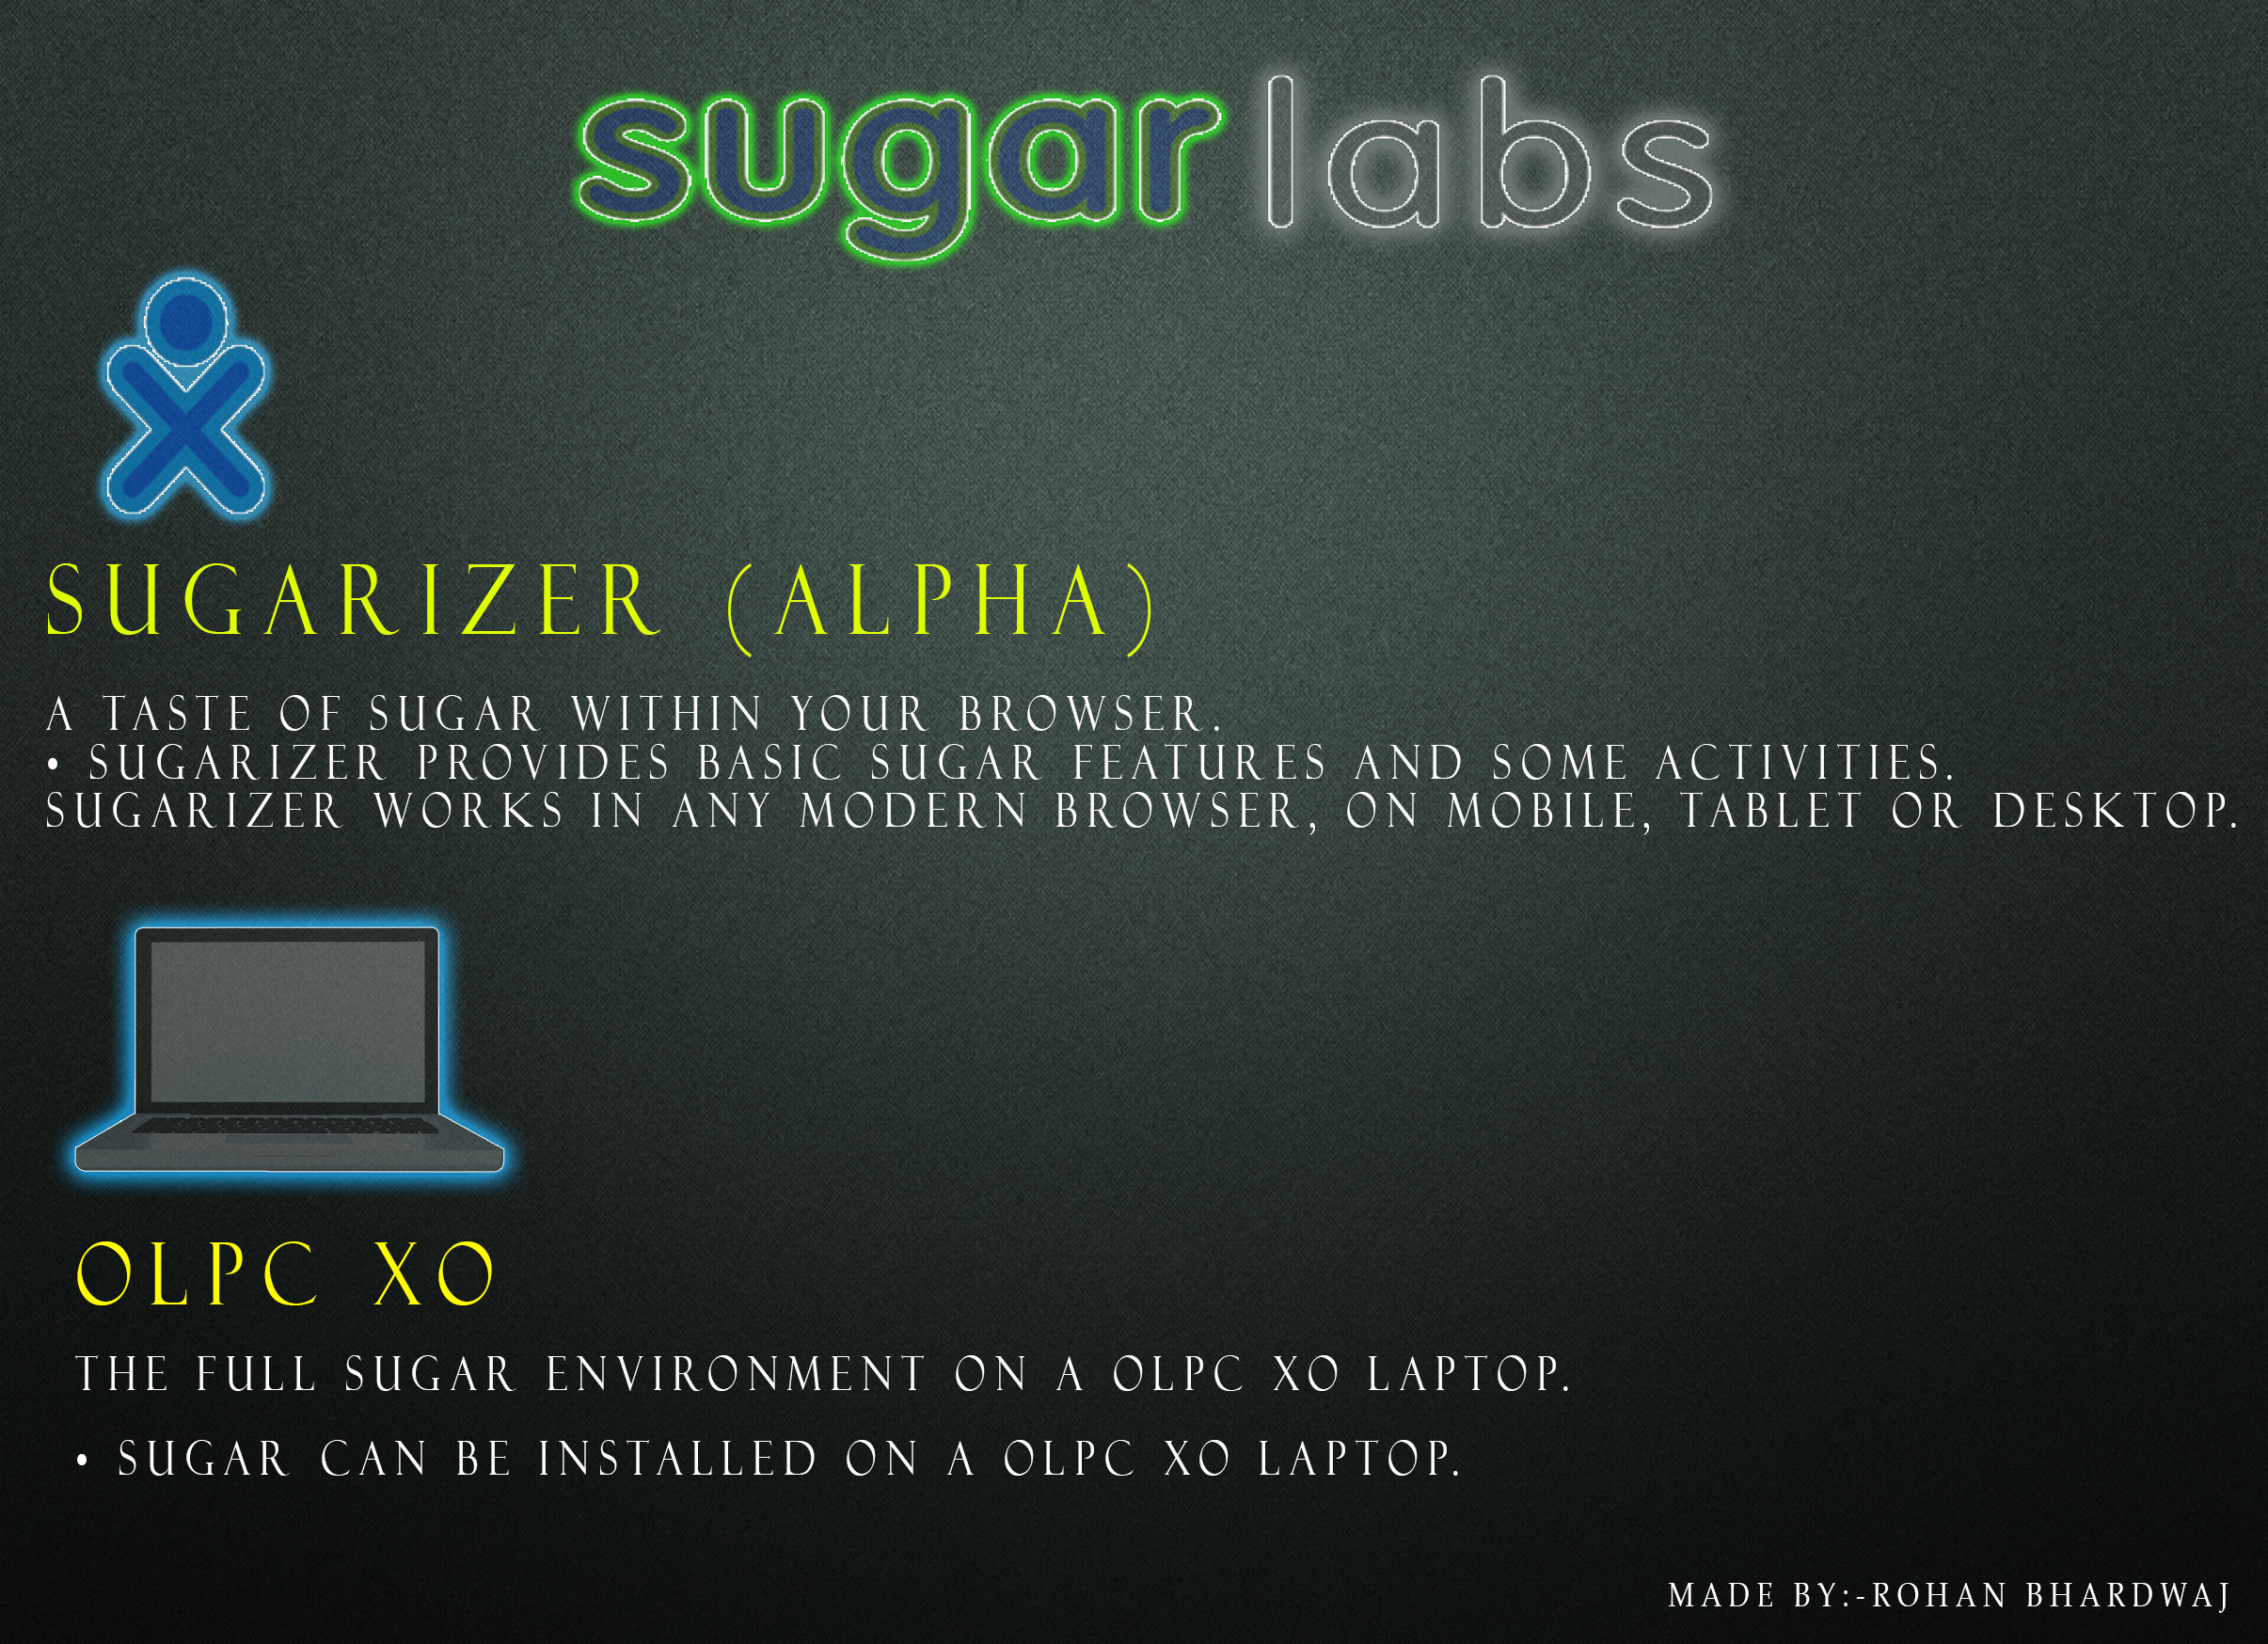 sugar labs
SUGARIZER (ALPHA)
A TASTE OF SUGAR WITHIN YOUR BROWSER.
• SUGARIZER PROVIDES BASIC SUGAR FEATURES AND SOME ACTIVITIES.
SUGARIZER WORKS IN ANY MODERN BROWSER, ON MOBILE, TABLET OR DESKTOP.
OLPC XO
THE FULL SUGAR ENVIRONMENT ON A OLPC XO LAPTOP.
• SUGAR CAN BE INSTALLED ON A OLPC XO LAPTOP.
MADE BY:-ROHAN BHARDWAJ